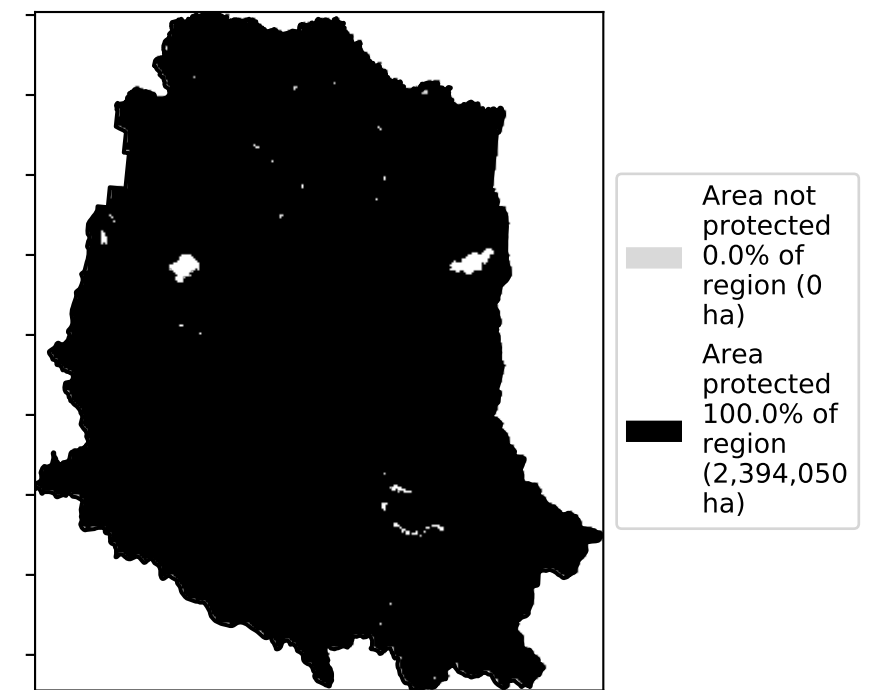 Area not
protected
0.0% of
region (0
ha)
Area
protected
100.0% of
region
(2,394,050
ha)